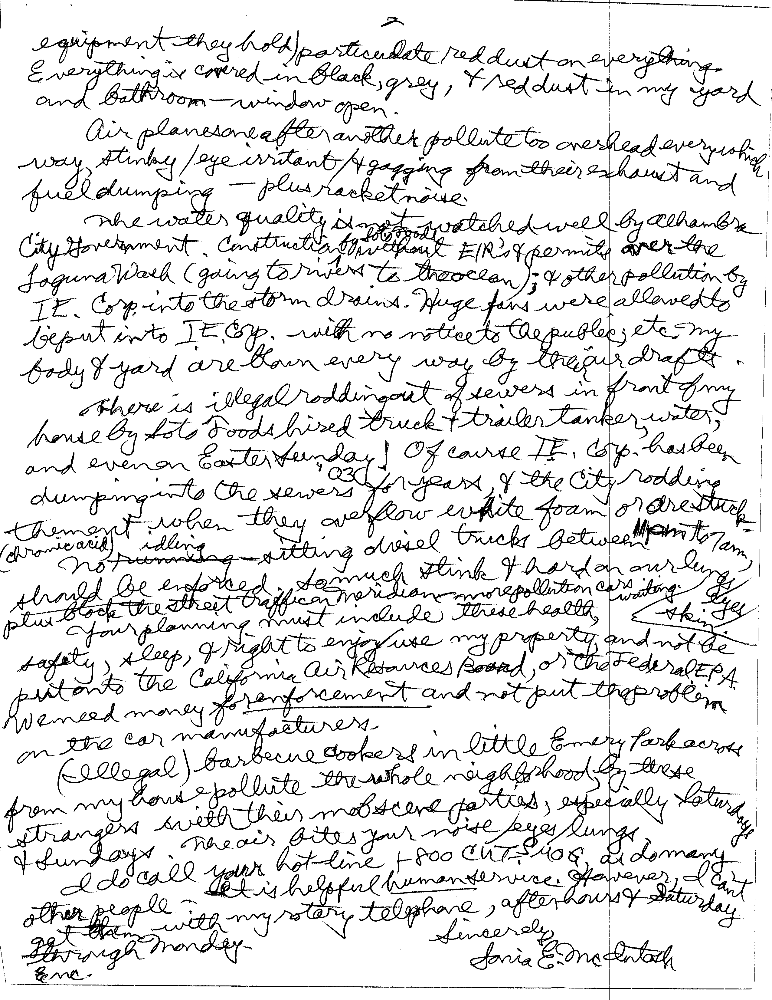 2
equipment they hold) particulate red dust on everything.
Everything is covered in black, grey, & red dust in my yard
and bathroom – window open.
Air planes one after another pollute too overhead every which
way, stinky / eye irritant / & gagging from their exhaust and
fuel dumping – plus racket noise.
The water quality is not watched well by Alhambra
City Government. Construction by Soto Foods without EIR's & permits over the
Laguna Wash (going to rivers to the ocean); & other pollution by
I.E. Corp. into the storm drains. Huge fans were allowed to
be put into I.E. Corp. with no notice to the public; etc. My
body & yard are blown every way by their air drafts.
There is illegal rodding out of sewers in front of my
house by Soto Foods hired truck & trailer tanker, water,
and even on Easter Sunday! Of course I.E. Corp. has been
dumping into the sewers for years, & the City rodding
them out when they overflow white foam or are stuck.
(chromic acid)
No idling – sitting diesel trucks between pm to 7am,
should be enforced. So much stink & hard on our lungs/
eyes/
skin.
plus block the street traffic on Meridian – more pollution cars waiting.
Your planning must include these health,
safety, sleep, & right to enjoy/use my property, and not be
put onto the California Air Resources Board, or the Federal EPA.
We need money for enforcement and not put the problem
on the car manufacturers.
(Illegal) barbecue cookers in little Emery Park across
from my house pollute the whole neighborhood, by these
strangers with their mob scene parties, especially Saturdays
& Sundays. The air bites your noise/eyes/lungs.
I do call your hot-line 1-800 CUT-SMOG, as do many
other people – It is helpful human service. However, I can't
get them with my rotary telephone, after hours & Saturday
through Monday.
Sincerely,
Sonia E. McIntosh
Enc.